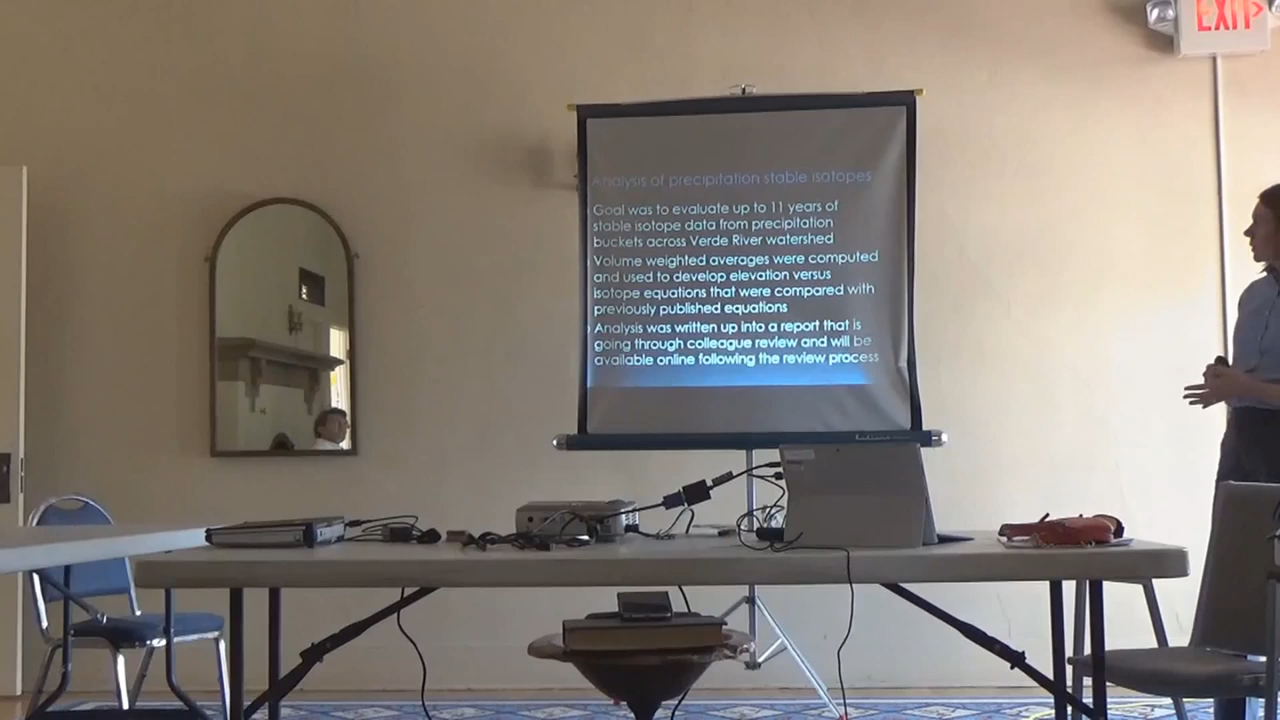 EXIT
Analysis of precipitation stable isotopes
Goal was to evaluate up to 11 years of
stable isotope data from precipitation
buckets across Verde River watershed
Volume weighted averages were computed
and used to develop elevation versus
isotope equations that were compared with
previously published equations
Analysis was written up into a report that is
going through colleague review and will be
available online following the review process